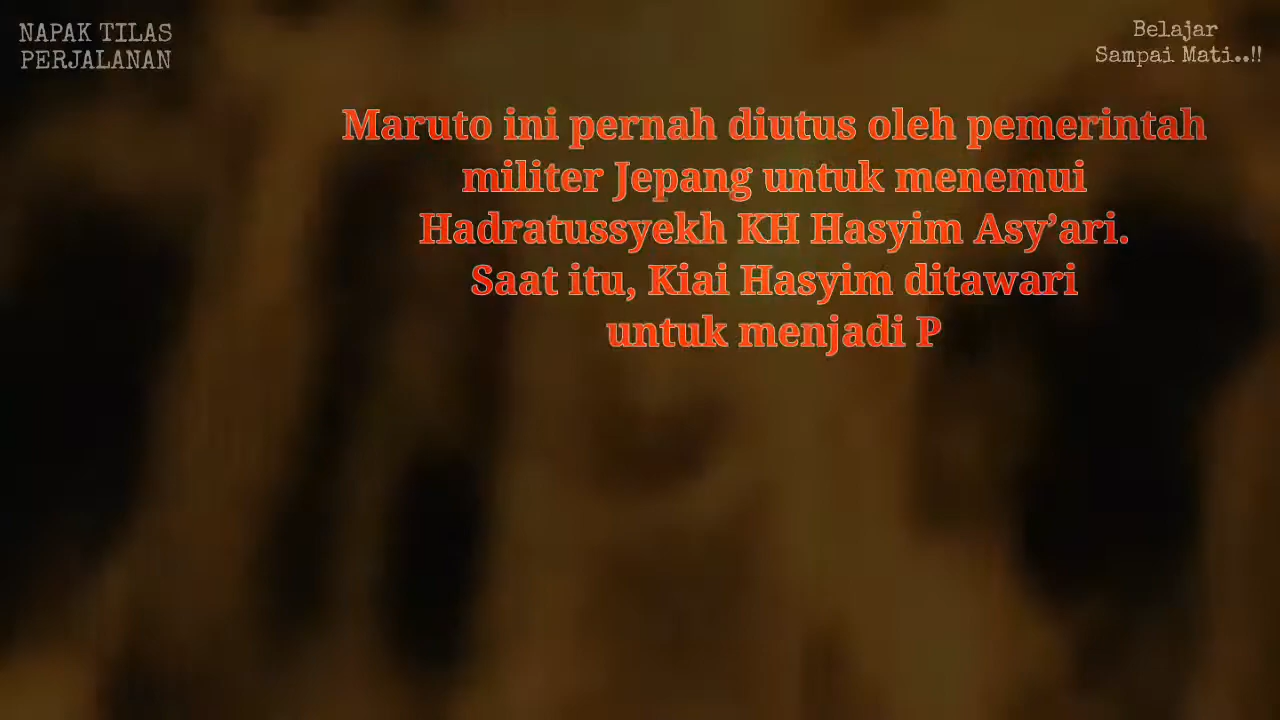 NAPAK TILAS
PERJALANAN
Belajar
Sampai Mati..!!
Maruto ini pernah diutus oleh pemerintah
militer Jepang untuk menemui
Hadratussyekh KH Hasyim Asy’ari.
Saat itu, Kiai Hasyim ditawari
untuk menjadi P